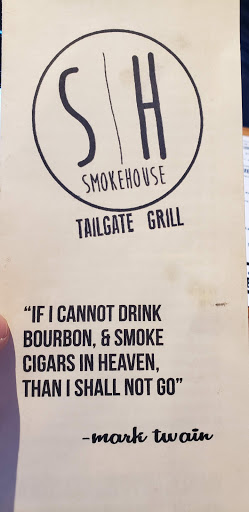 S H
SMOKEHOUSE
TAILGATE GRILL
"IF I CANNOT DRINK
BOURBON, & SMOKE
CIGARS IN HEAVEN,
THAN I SHALL NOT GO"
-mark twain